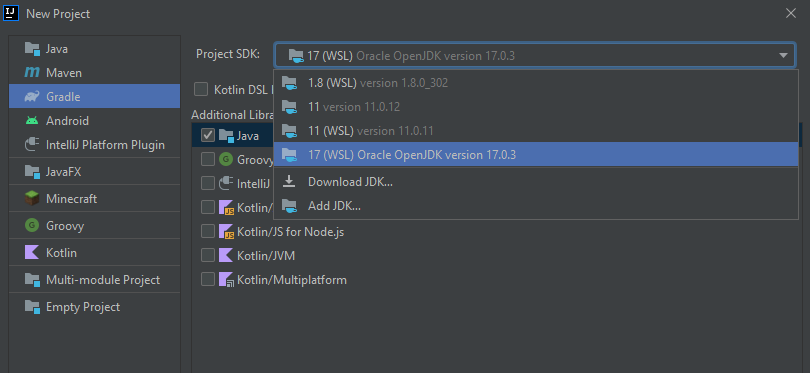 New Project
Java
Maven
Gradle
Android
IntelliJ Platform Plugin
JavaFX
Minecraft
Groovy
Kotlin
Multi-module Project
Empty Project
Project SDK: 17 (WSL) Oracle OpenJDK version 17.0.3
1.8 (WSL) version 1.8.0_302
11 version 11.0.12
11 (WSL) version 11.0.11
17 (WSL) Oracle OpenJDK version 17.0.3
Download JDK...
Add JDK...
Kotlin DSL
Additional Libra
Java
Groovy
IntelliJ
Kotlin/
Kotlin/JS for Node.js
Kotlin/JVM
Kotlin/Multiplatform